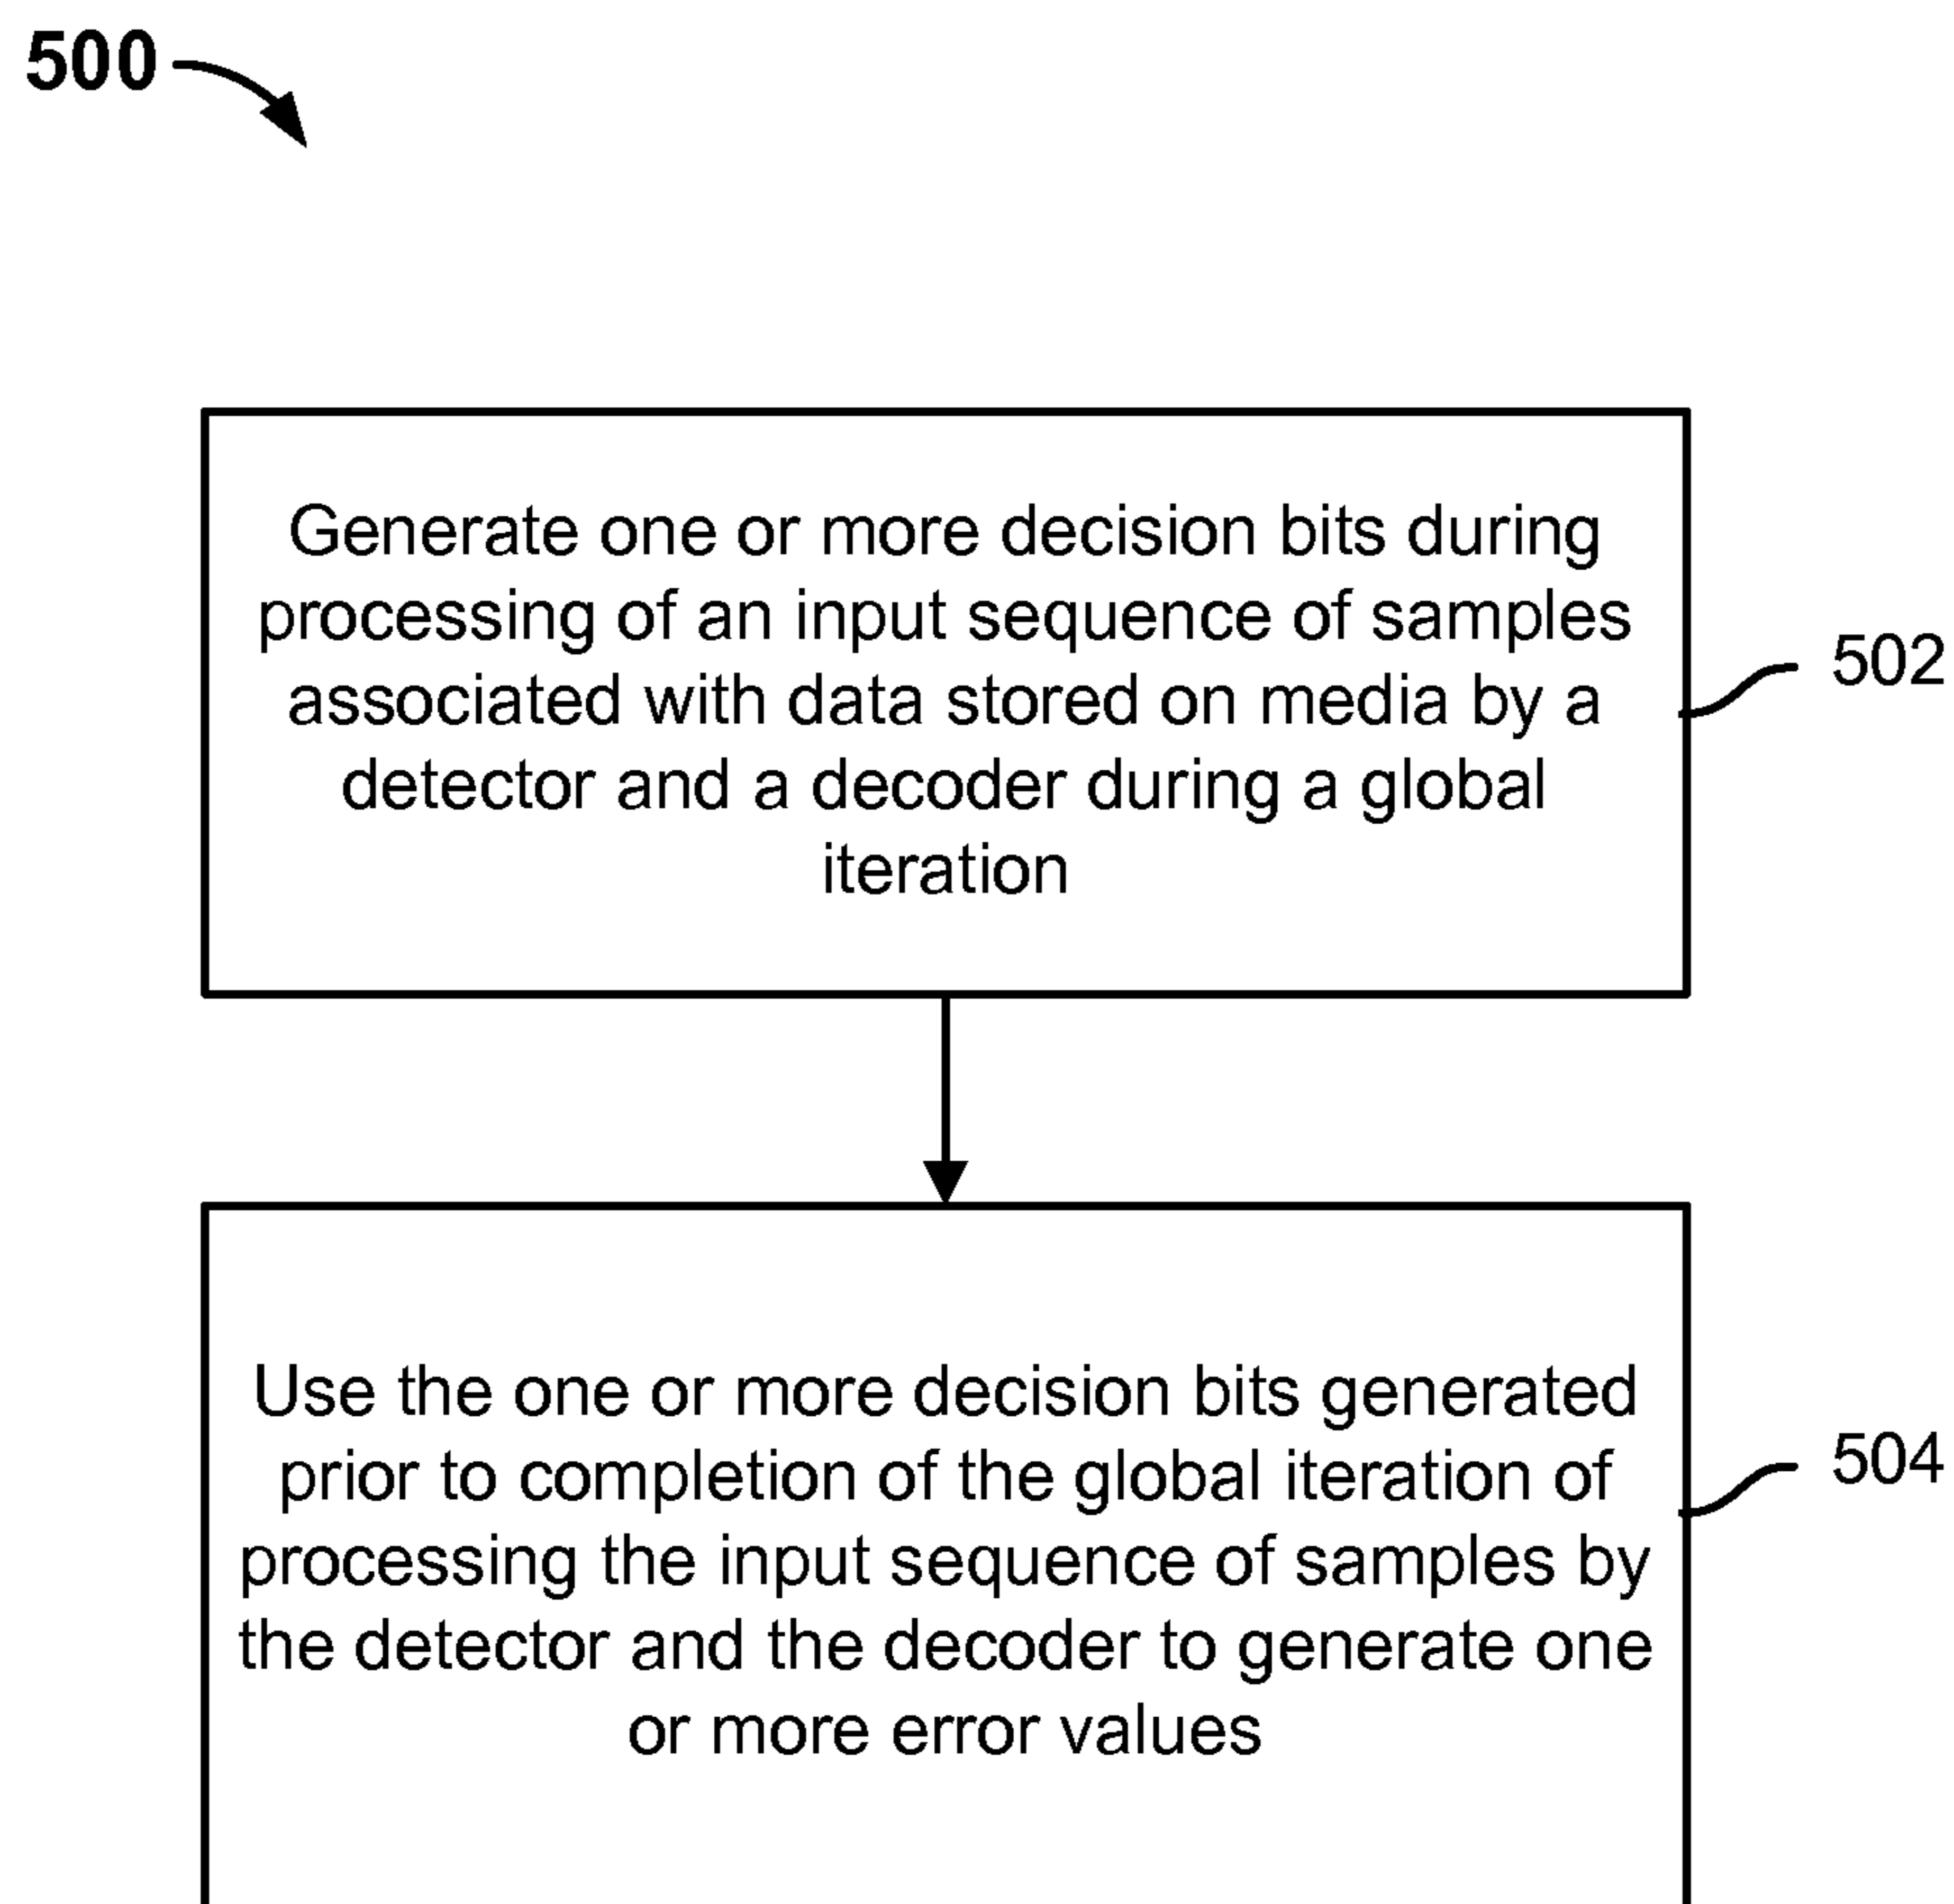 500
Generate one or more decision bits during
processing of an input sequence of samples
associated with data stored on media by a
detector and a decoder during a global
iteration
502
Use the one or more decision bits generated
prior to completion of the global iteration of
processing the input sequence of samples by
the detector and the decoder to generate one
or more error values
504